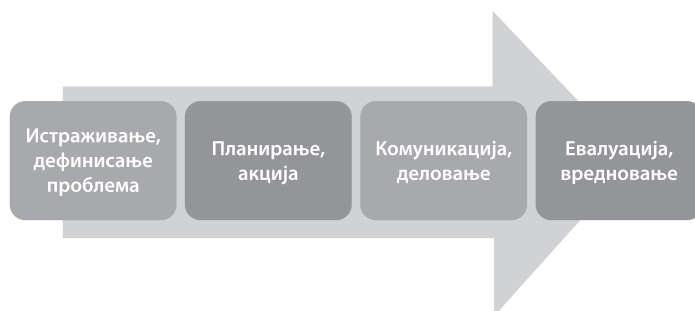 Истраживање,
дефинисање
проблема
Планирање,
акција
Комуникација,
деловање
Евалуација,
вредновање